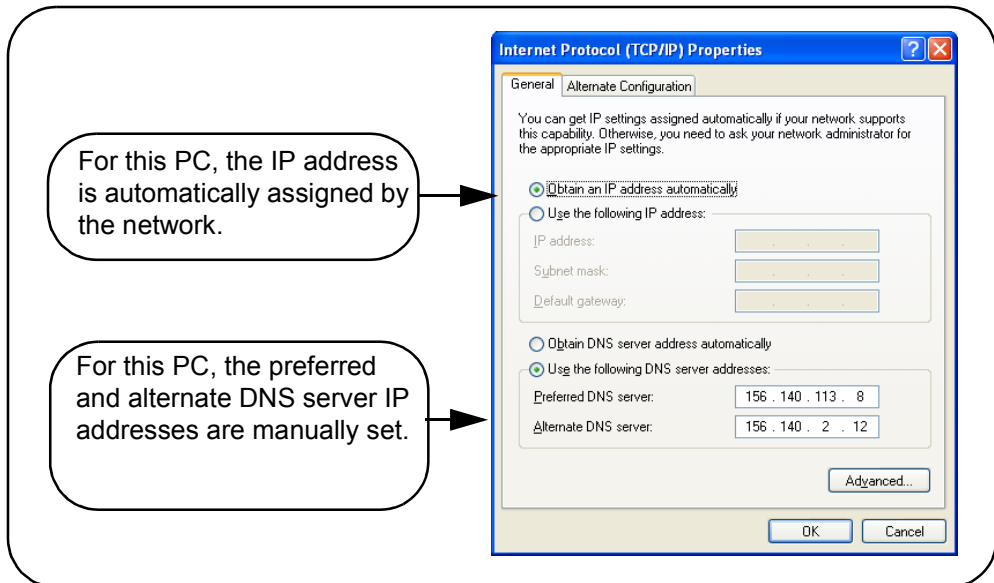 Internet Protocol (TCP/IP) Properties
General
Alternate Configuration
You can get IP settings assigned automatically if your network supports
this capability. Otherwise, you need to ask your network administrator for
the appropriate IP settings.
For this PC, the IP address
is automatically assigned by
the network.
Obtain an IP address automatically
Use the following IP address:
IP address:
Subnet mask:
Default gateway:
For this PC, the preferred
and alternate DNS server IP
addresses are manually set.
Obtain DNS server address automatically
Use the following DNS server addresses:
Preferred DNS server: 156 . 140 . 113 . 8
Alternate DNS server: 156 . 140 . 2 . 12
Advanced...
OK
Cancel